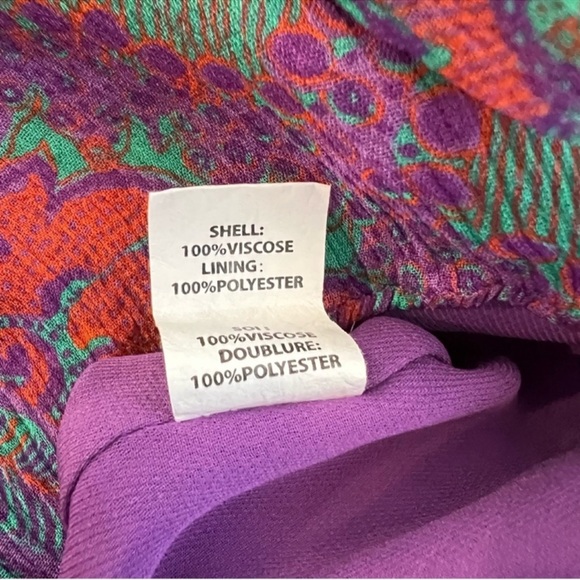 SHELL:
100%VISCOSE
LINING:
100%POLYESTER
100%VISCOSE
DOUBLURE:
100%POLYESTER